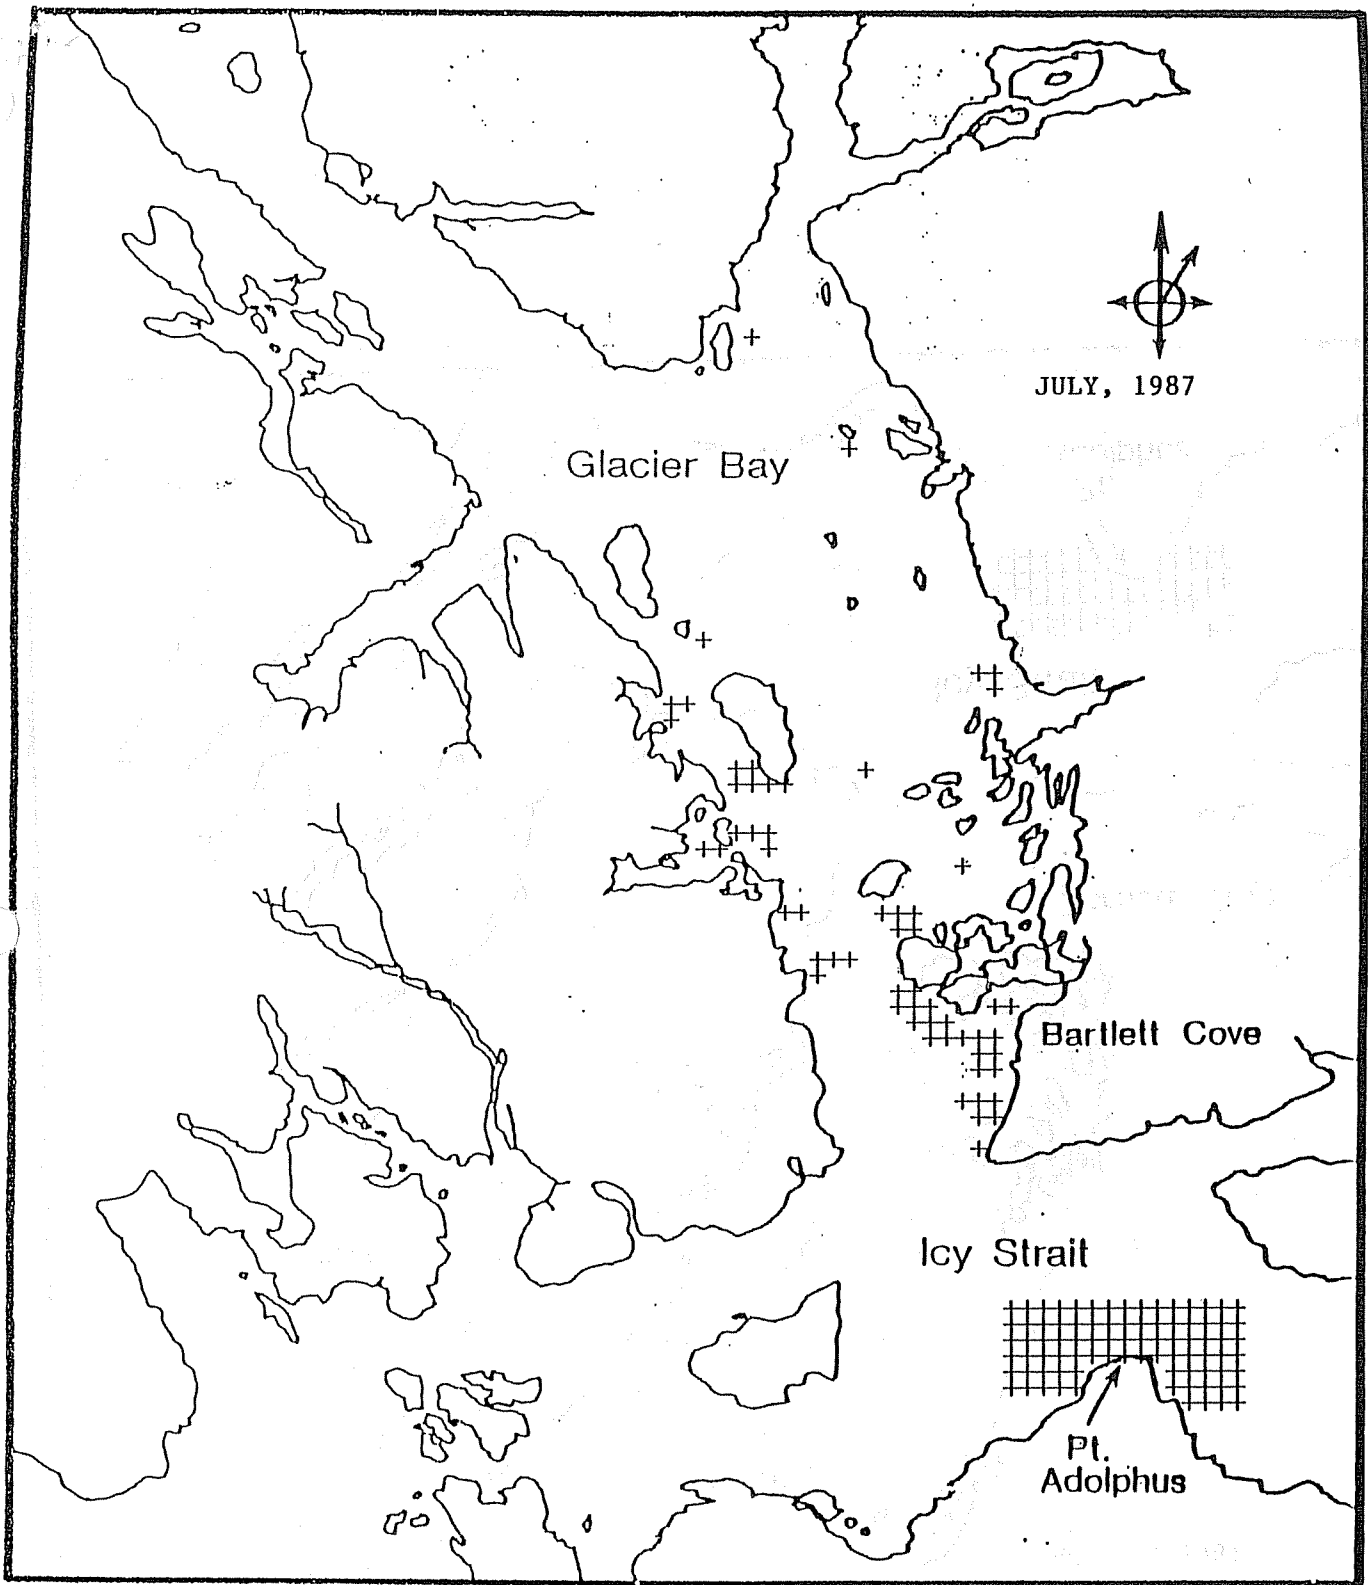 JULY, 1987
Glacier Bay
Bartlett Cove
Icy Strait
Pt.
Adolphus